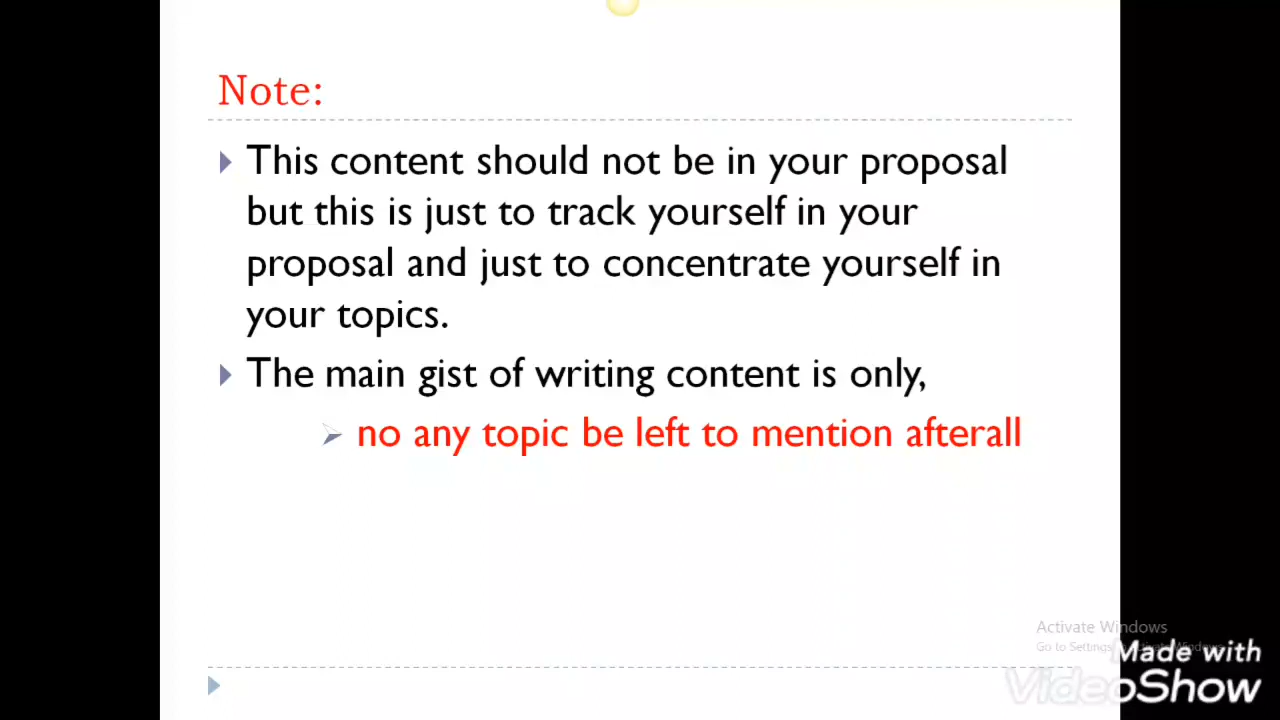 Note:
This content should not be in your proposal
but this is just to track yourself in your
proposal and just to concentrate yourself in
your topics.
The main gist of writing content is only,
no any topic be left to mention afterall
Activate Windows
Go to Settings
Made with
VideoShow